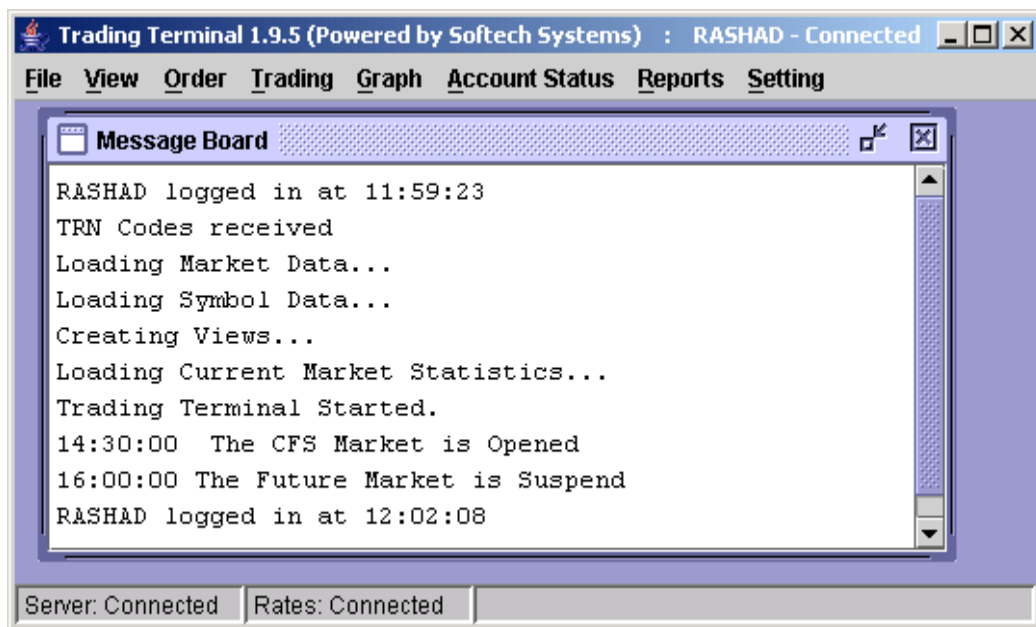 Trading Terminal 1.9.5 (Powered by Softech Systems) : RASHAD - Connected
File View Order Trading Graph Account Status Reports Setting
Message Board
RASHAD logged in at 11:59:23
TRN Codes received
Loading Market Data...
Loading Symbol Data...
Creating Views...
Loading Current Market Statistics...
Trading Terminal Started.
14:30:00 The CFS Market is Opened
16:00:00 The Future Market is Suspend
RASHAD logged in at 12:02:08
Server: Connected Rates: Connected